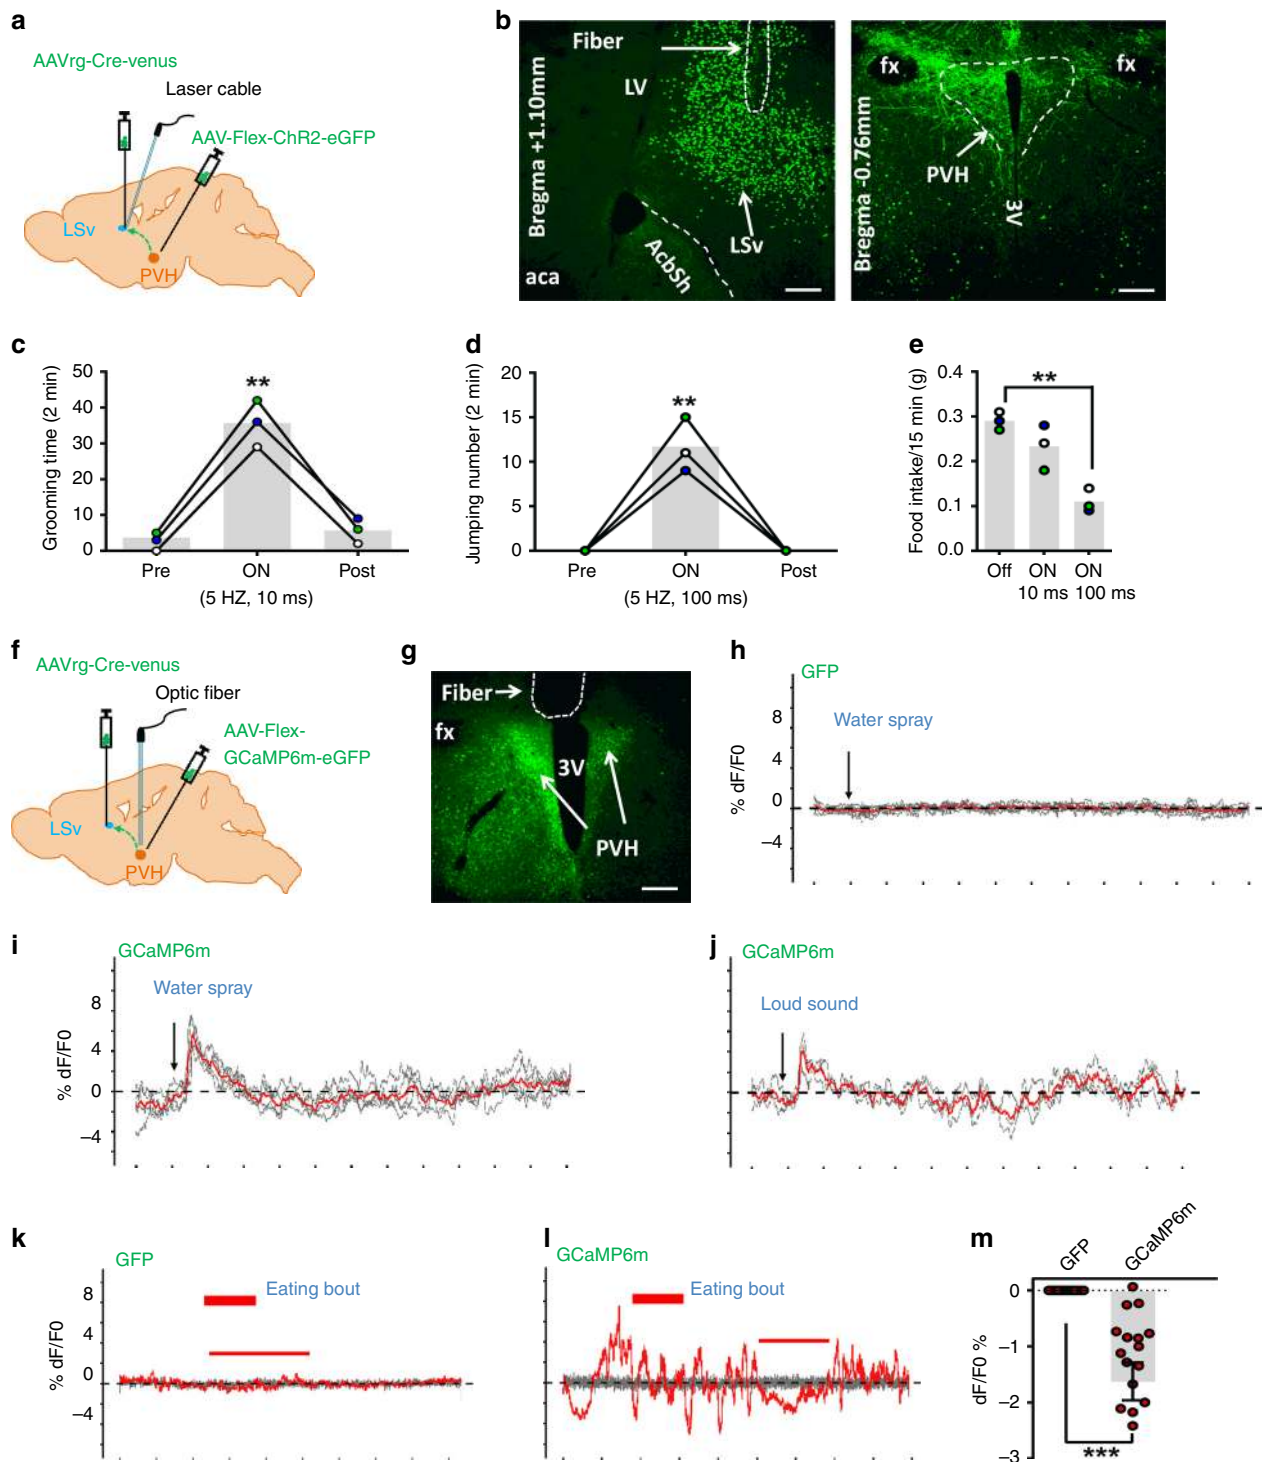 a
AAVrg-Cre-venus
Laser cable
AAV-Flex-ChR2-eGFP
LSv
PVH
b
Bregma +1.10mm
Fiber
LV
LSv
AcbSh
aca
Bregma -0.76mm
fx
fx
PVH
3V
c
Grooming time (2 min)
50
40
30
20
10
0
**
Pre
ON
Post
(5 HZ, 10 ms)
d
Jumping number (2 min)
20
15
10
5
0
**
Pre
ON
Post
(5 HZ, 100 ms)
e
Food intake/15 min (g)
0.4
0.3
0.2
0.1
0.0
**
Off
ON
ON
10 ms
100 ms
f
AAVrg-Cre-venus
Optic fiber
AAV-Flex-
GCaMP6m-eGFP
LSv
PVH
g
Fiber
fx
3V
PVH
h
GFP
Water spray
% dF/F0
8
4
0
–4
i
GCaMP6m
Water spray
% dF/F0
8
4
0
–4
j
GCaMP6m
Loud sound
k
GFP
Eating bout
% dF/F0
8
4
0
–4
l
GCaMP6m
Eating bout
m
GFP
GCaMP6m
dF/F0 %
0
–1
–2
–3
***